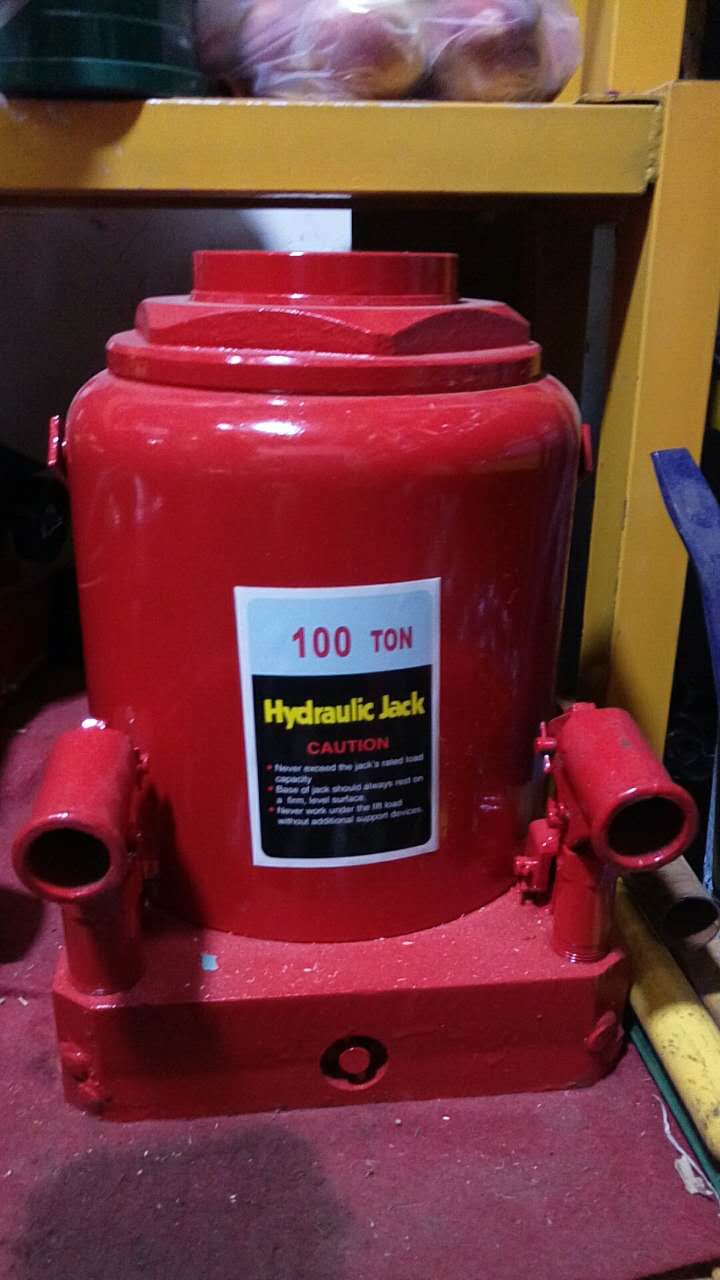 100 TON
Hydraulic Jack
CAUTION
• Never exceed the jack's rated load
capacity
• Base of jack should always rest on
a firm, level surface.
• Never work under the lift load
without additional support devices.